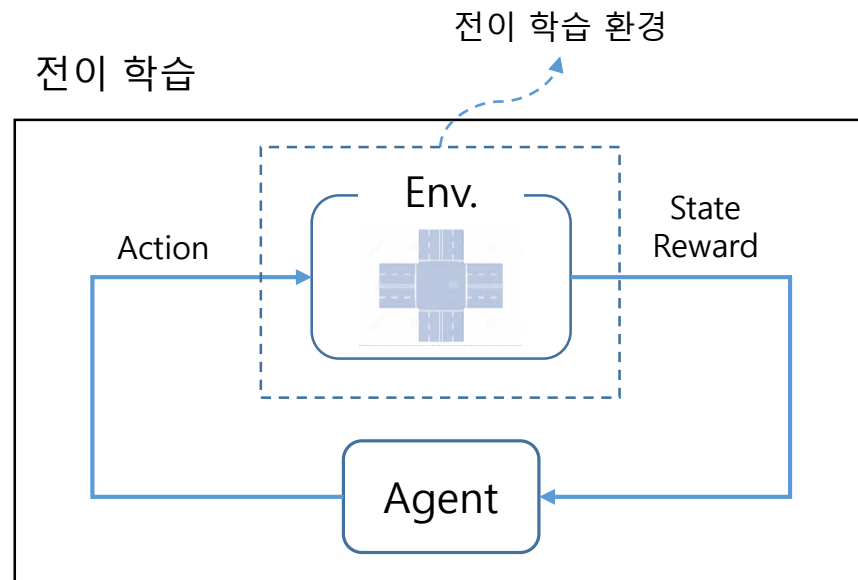 전이 학습 환경
전이 학습
Env.
Action
State
Reward
Agent